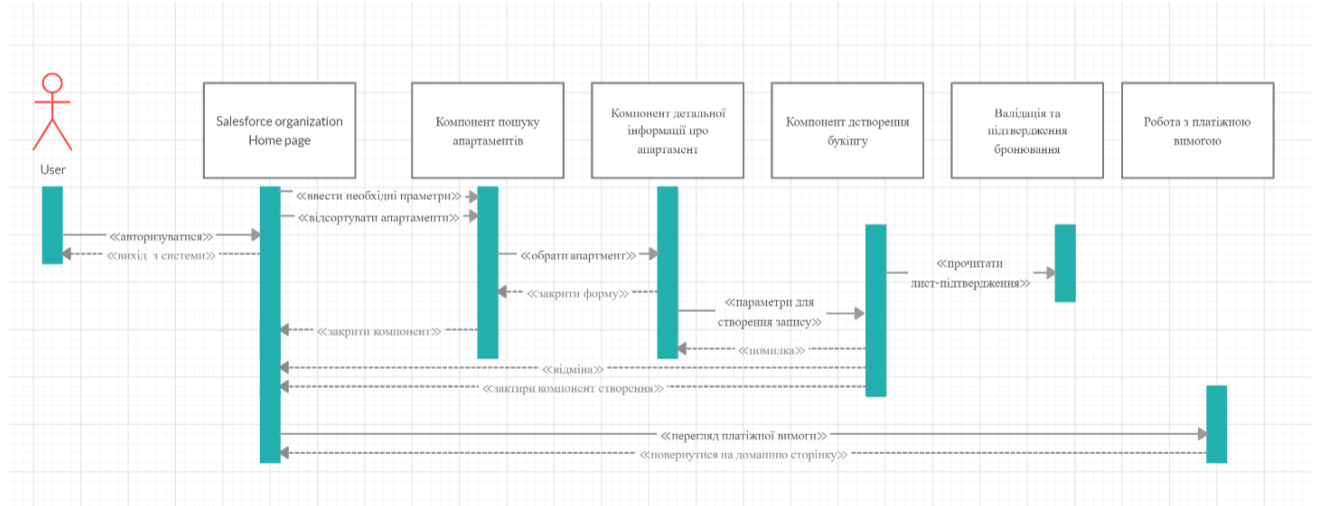 Salesforce organization
Home page
Компонент пошуку
апартаментів
Компонент детальної
інформації про
апартамент
Компонент дстворення
букінгу
Валідація та
підтвердження
бронювання
Робота з платіжною
вимогою
User
≪ввести необхідні праметри≫
≪відсортувати апартаменти≫
≪авторизуватися≫
≪вихід з системи≫
≪обрати апартмент≫
≪прочитати
лист-підтвердження≫
≪закрити форму≫
≪параметри для
створення запису≫
≪закрити компонент≫
≪помилка≫
≪відміна≫
≪зактири компонент створення≫
≪перегляд платіжної вимоги≫
≪повернутися на домашню сторінку≫